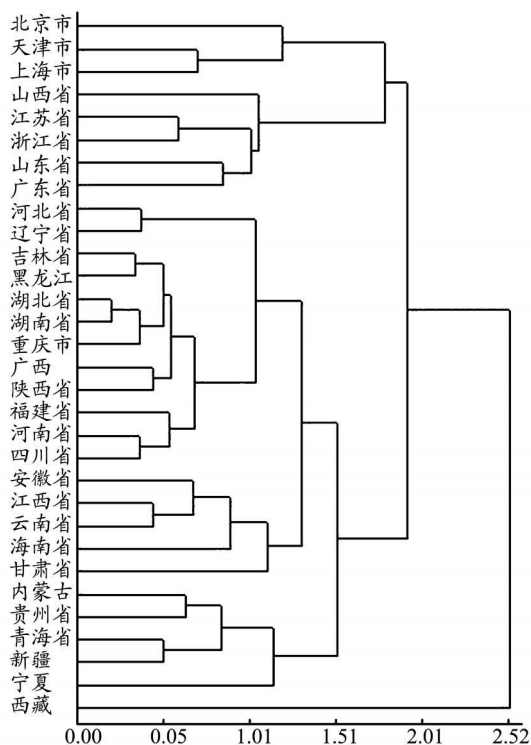 北京市
天津市
上海市
山西省
江苏省
浙江省
山东省
广东省
河北省
辽宁省
吉林省
黑龙江
湖北省
湖南省
重庆市
广西
陕西省
福建省
河南省
四川省
安徽省
江西省
云南省
海南省
甘肃省
内蒙古
贵州省
青海省
新疆
宁夏
西藏
0.00 0.05 1.01 1.51 2.01 2.52